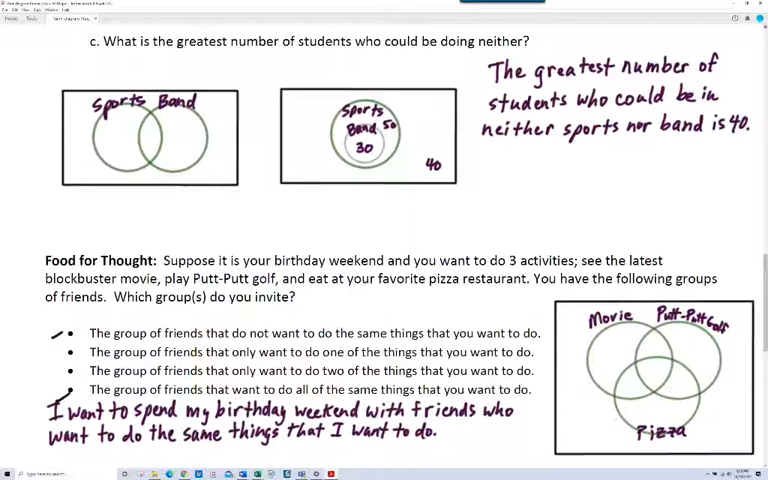 Home Tools
c. What is the greatest number of students who could be doing neither?
The greatest number of
students who could be in
neither sports nor band is 40.
Sports Band
Sports
Band 50
30
40
Food for Thought: Suppose it is your birthday weekend and you want to do 3 activities; see the latest
blockbuster movie, play Putt-Putt golf, and eat at your favorite pizza restaurant. You have the following groups
of friends. Which group(s) do you invite?
• The group of friends that do not want to do the same things that you want to do.
• The group of friends that only want to do one of the things that you want to do.
• The group of friends that only want to do two of the things that you want to do.
• The group of friends that want to do all of the same things that you want to do.
I want to spend my birthday weekend with friends who
want to do the same things that I want to do.
Movie Putt-Putt Golf
Pizza
Type here to search